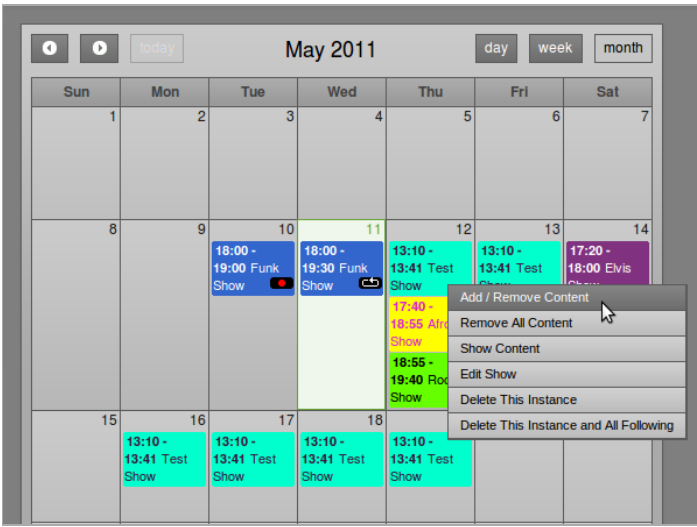 today
May 2011
day
week
month
Sun Mon Tue Wed Thu Fri Sat
1 2 3 4 5 6 7
8 9 10 11 12 13 14
18:00 -
19:00 Funk
Show
18:00 -
19:30 Funk
Show
13:10 -
13:41 Test
Show
17:40 -
18:55 Afro
Show
18:55 -
19:40 Roc
Show
13:10 -
13:41 Test
Show
17:20 -
18:00 Elvis
Show
Add / Remove Content
Remove All Content
Show Content
Edit Show
Delete This Instance
Delete This Instance and All Following
15 16 17 18
13:10 -
13:41 Test
Show
13:10 -
13:41 Test
Show
13:10 -
13:41 Test
Show
13:10 -
13:41 Test
Show